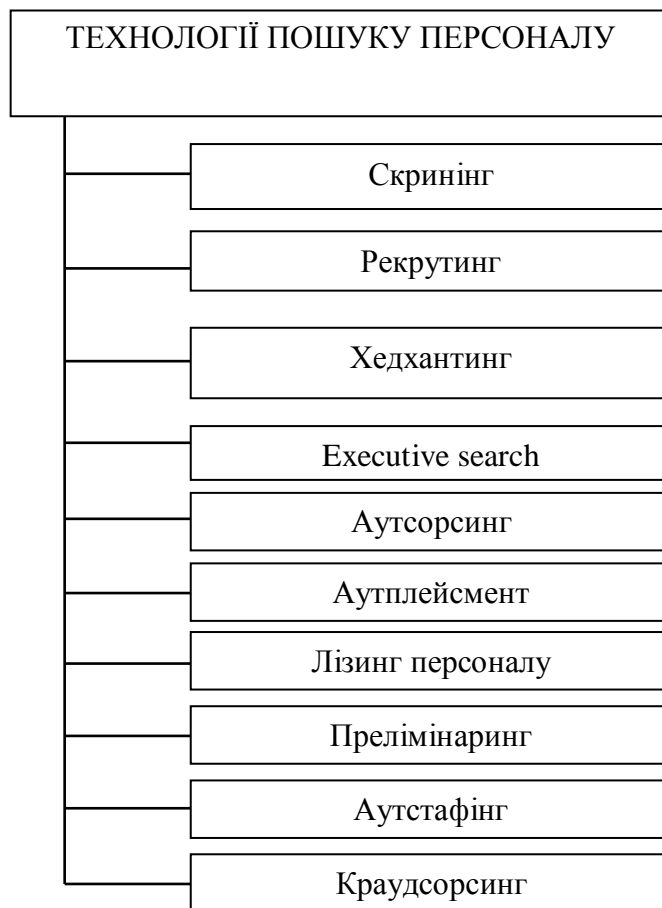 ТЕХНОЛОГІЇ ПОШУКУ ПЕРСОНАЛУ
Скринінг
Рекрутинг
Хедхантинг
Executive search
Аутсорсинг
Аутплейсмент
Лізинг персоналу
Прелімінаринг
Аутстафінг
Краудсорсинг